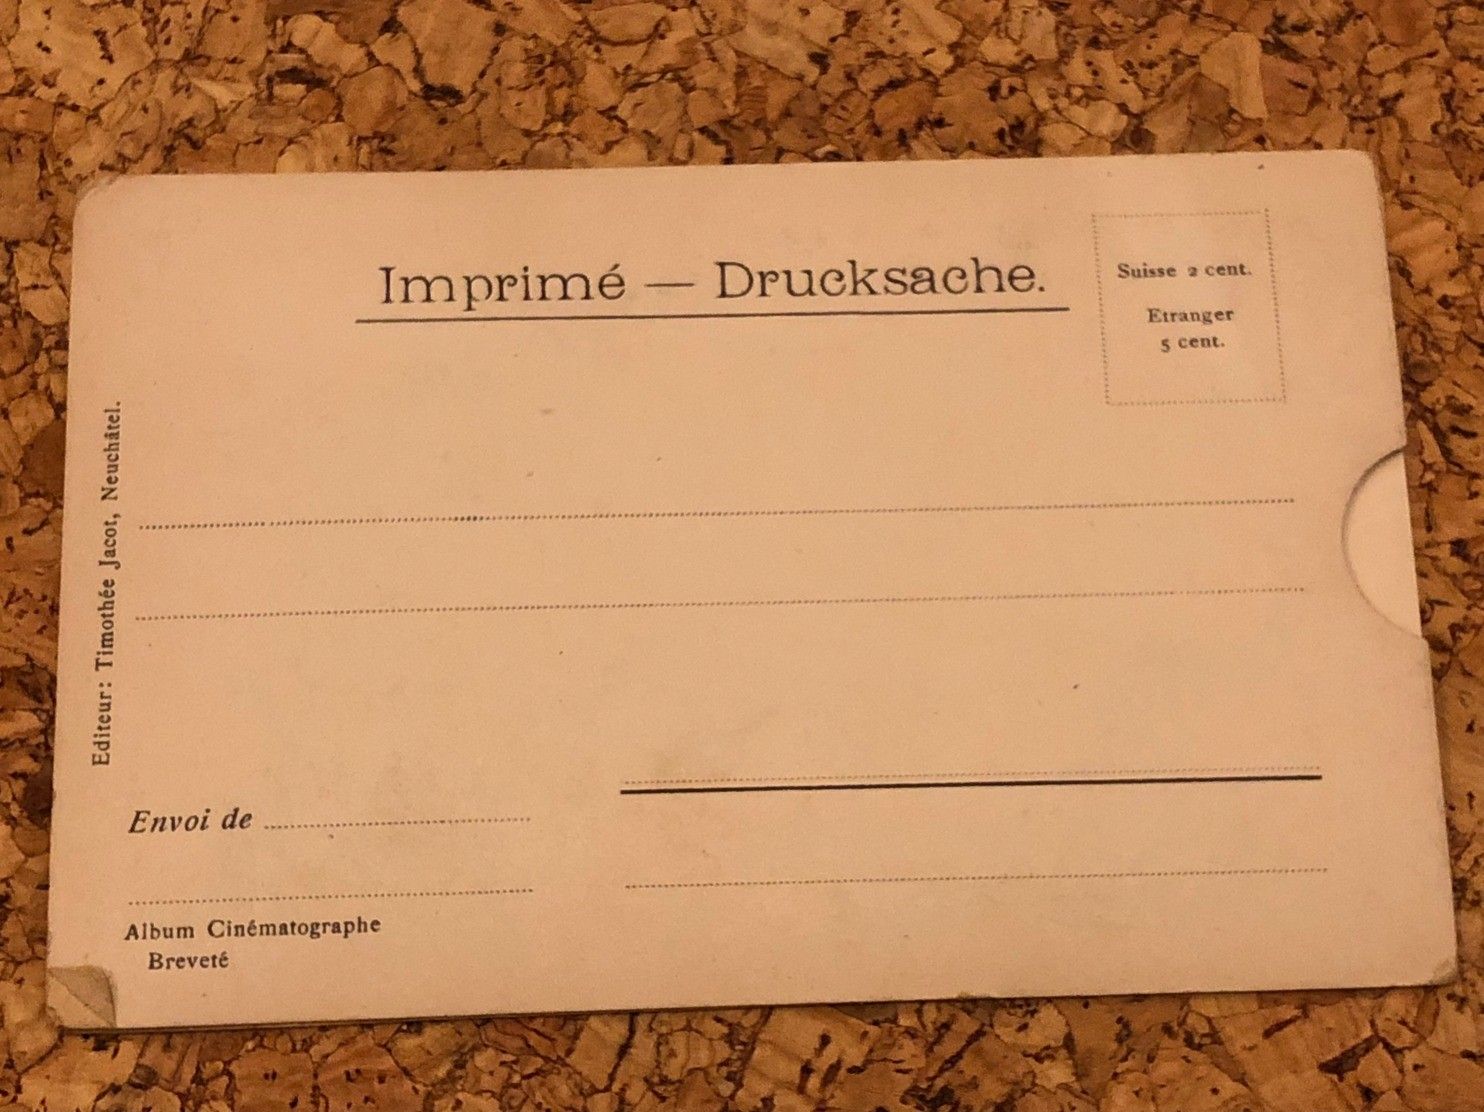 Imprimé — Drucksache.
Suisse 2 cent.
Etranger
5 cent.
Editeur: Timothée Jacot, Neuchâtel.
Envoi de
Album Cinématographe
Breveté